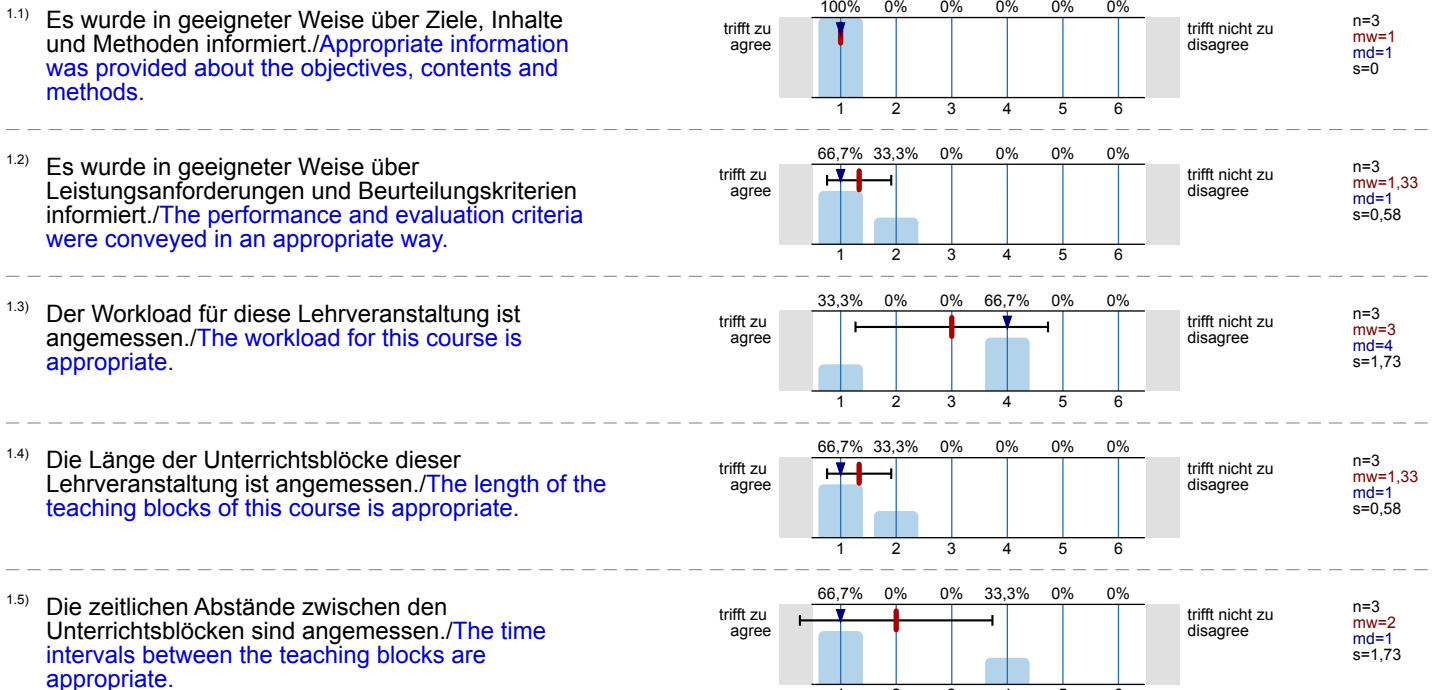 1.1) Es wurde in geeigneter Weise über Ziele, Inhalte
und Methoden informiert./Appropriate information
was provided about the objectives, contents and
methods.
trifft zu
agree
100% 0% 0% 0% 0% 0%
1 2 3 4 5 6
trifft nicht zu
disagree
n=3
mw=1
md=1
s=0
1.2) Es wurde in geeigneter Weise über
Leistungsanforderungen und Beurteilungskriterien
informiert./The performance and evaluation criteria
were conveyed in an appropriate way.
trifft zu
agree
66,7% 33,3% 0% 0% 0% 0%
1 2 3 4 5 6
trifft nicht zu
disagree
n=3
mw=1,33
md=1
s=0,58
1.3) Der Workload für diese Lehrveranstaltung ist
angemessen./The workload for this course is
appropriate.
trifft zu
agree
33,3% 0% 0% 66,7% 0% 0%
1 2 3 4 5 6
trifft nicht zu
disagree
n=3
mw=3
md=4
s=1,73
1.4) Die Länge der Unterrichtsblöcke dieser
Lehrveranstaltung ist angemessen./The length of the
teaching blocks of this course is appropriate.
trifft zu
agree
66,7% 33,3% 0% 0% 0% 0%
1 2 3 4 5 6
trifft nicht zu
disagree
n=3
mw=1,33
md=1
s=0,58
1.5) Die zeitlichen Abstände zwischen den
Unterrichtsblöcken sind angemessen./The time
intervals between the teaching blocks are
appropriate.
trifft zu
agree
66,7% 0% 0% 33,3% 0% 0%
trifft nicht zu
disagree
n=3
mw=2
md=1
s=1,73